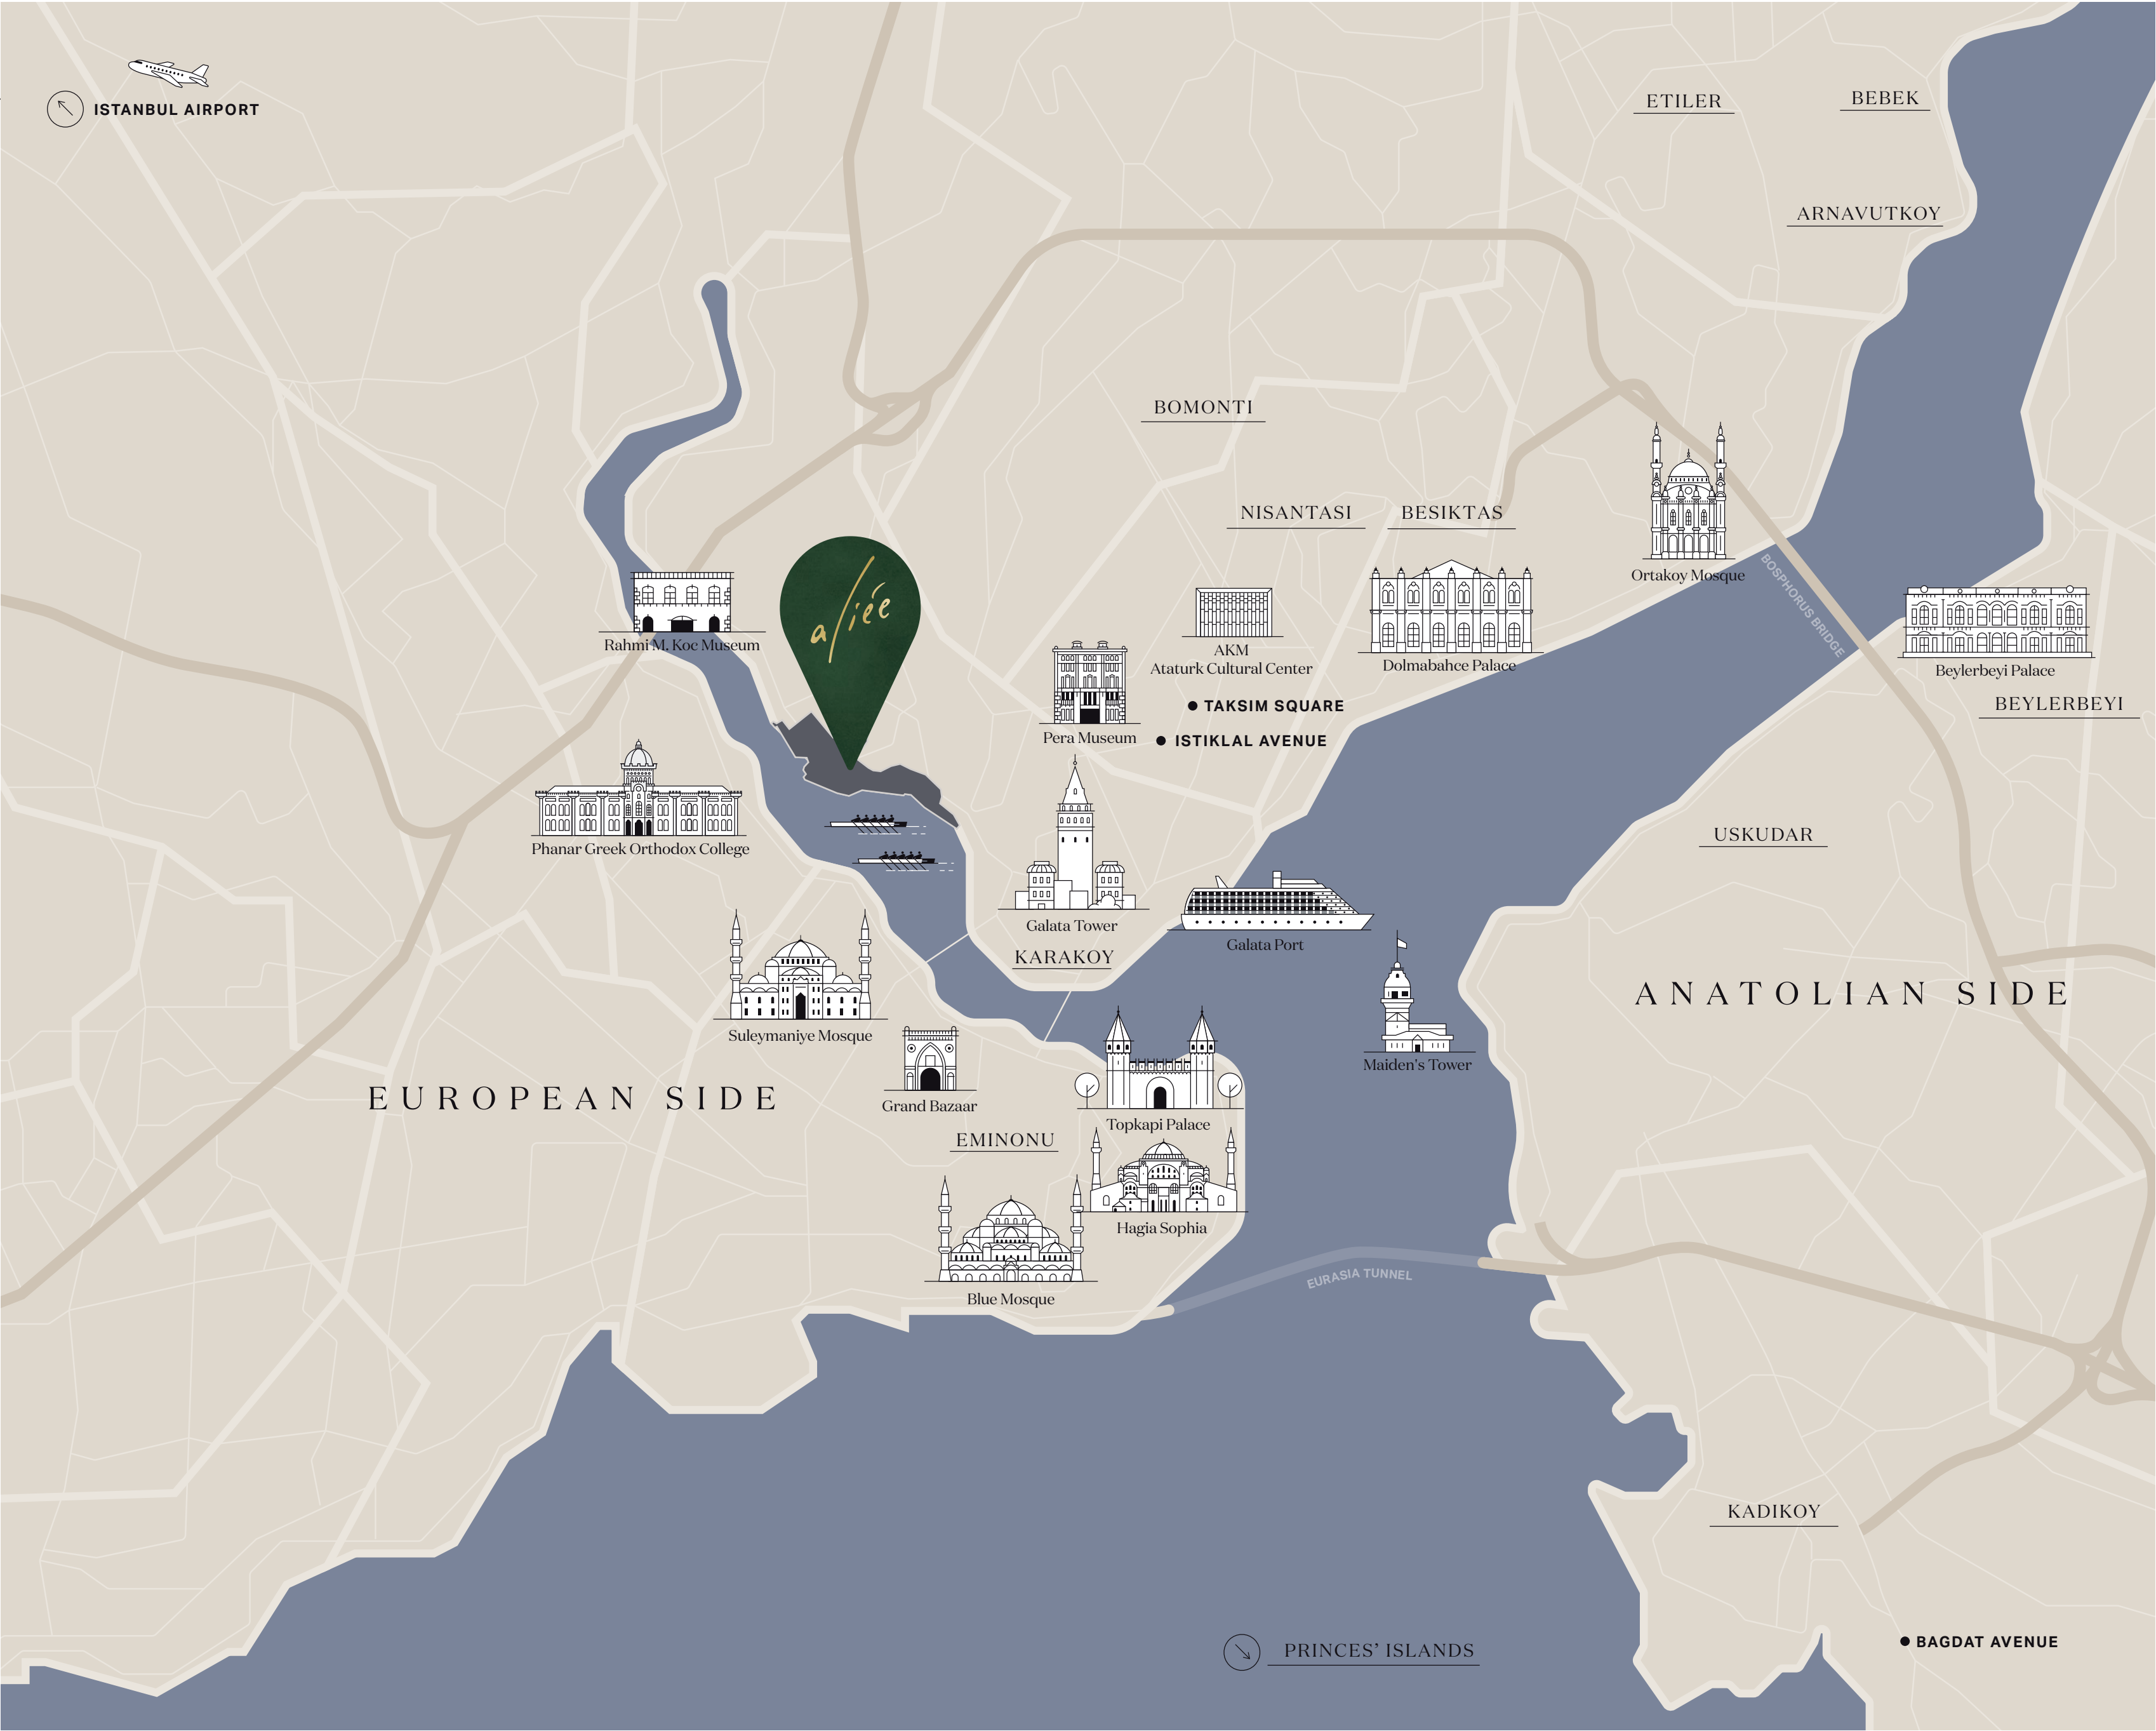 ETILER
BEBEK
ISTANBUL AIRPORT
ARNAVUTKOY
BOMONTI
NISANTASI
BESIKTAS
Ortakoy Mosque
BOSPHORUS BRIDGE
aliée
Rahmi M. Koc Museum
AKM
Ataturk Cultural Center
Dolmabahce Palace
Beylerbeyi Palace
BEYLERBEYI
TAKSIM SQUARE
Pera Museum
ISTIKLAL AVENUE
USKUDAR
Phanar Greek Orthodox College
Galata Tower
Galata Port
KARAKOY
ANATOLIAN SIDE
Suleymaniye Mosque
Maiden's Tower
EUROPEAN SIDE
Grand Bazaar
Topkapi Palace
EMINONU
Hagia Sophia
EURASIA TUNNEL
Blue Mosque
KADIKOY
BAGDAT AVENUE
PRINCES' ISLANDS